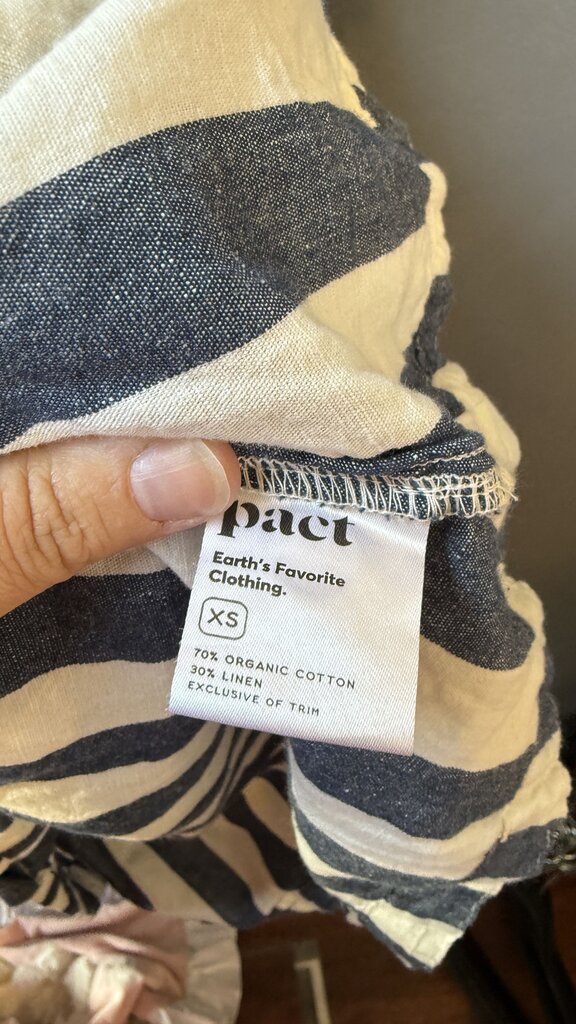 pact
Earth's Favorite
Clothing.
XS
70% ORGANIC COTTON
30% LINEN
EXCLUSIVE OF TRIM